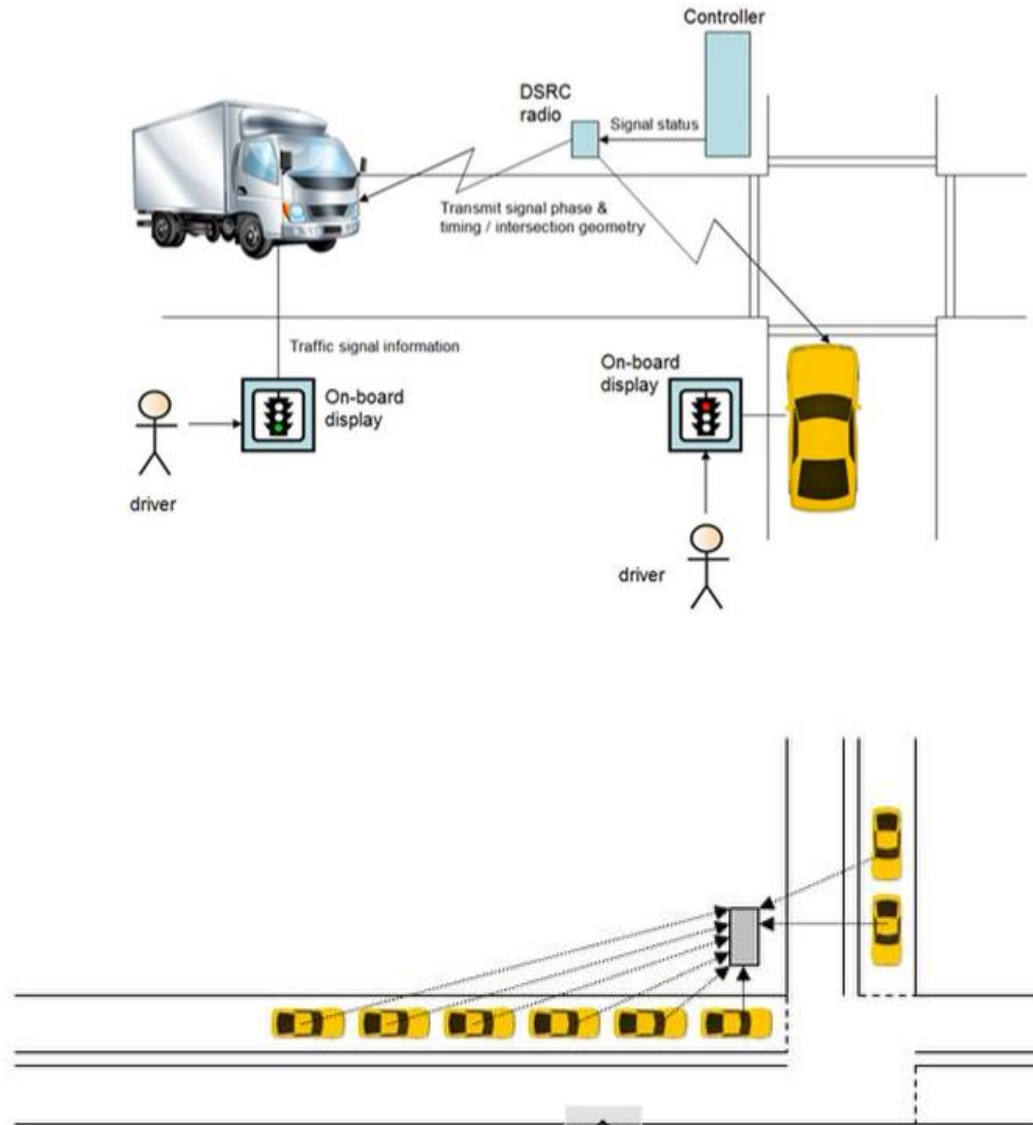 Controller
DSRC
radio
Signal status
Transmit signal phase &
timing / intersection geometry
Traffic signal information
On-board
display
driver
On-board
display
driver